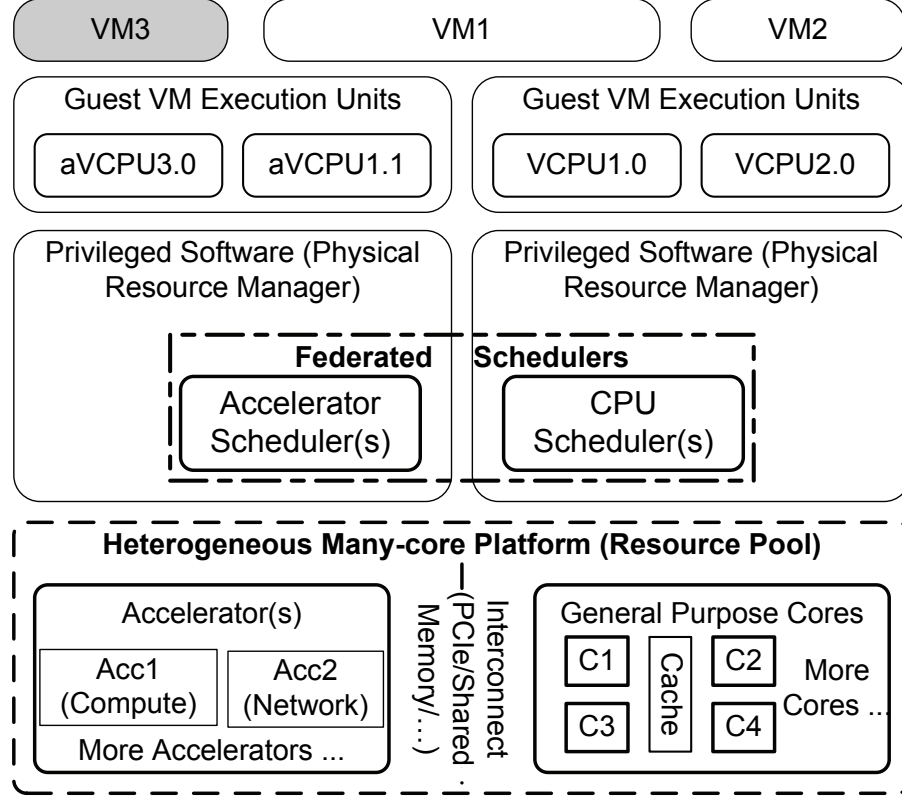 VM3
VM1
VM2
Guest VM Execution Units
aVCPU3.0
aVCPU1.1
Guest VM Execution Units
VCPU1.0
VCPU2.0
Privileged Software (Physical
Resource Manager)
Privileged Software (Physical
Resource Manager)
Federated Schedulers
Accelerator
Scheduler(s)
CPU
Scheduler(s)
Heterogeneous Many-core Platform (Resource Pool)
Accelerator(s)
Acc1
(Compute)
Acc2
(Network)
More Accelerators ...
Interconnect
(PCIe/Shared
Memory/...)
General Purpose Cores
C1
C2
C3
C4
Cache
More
Cores ...